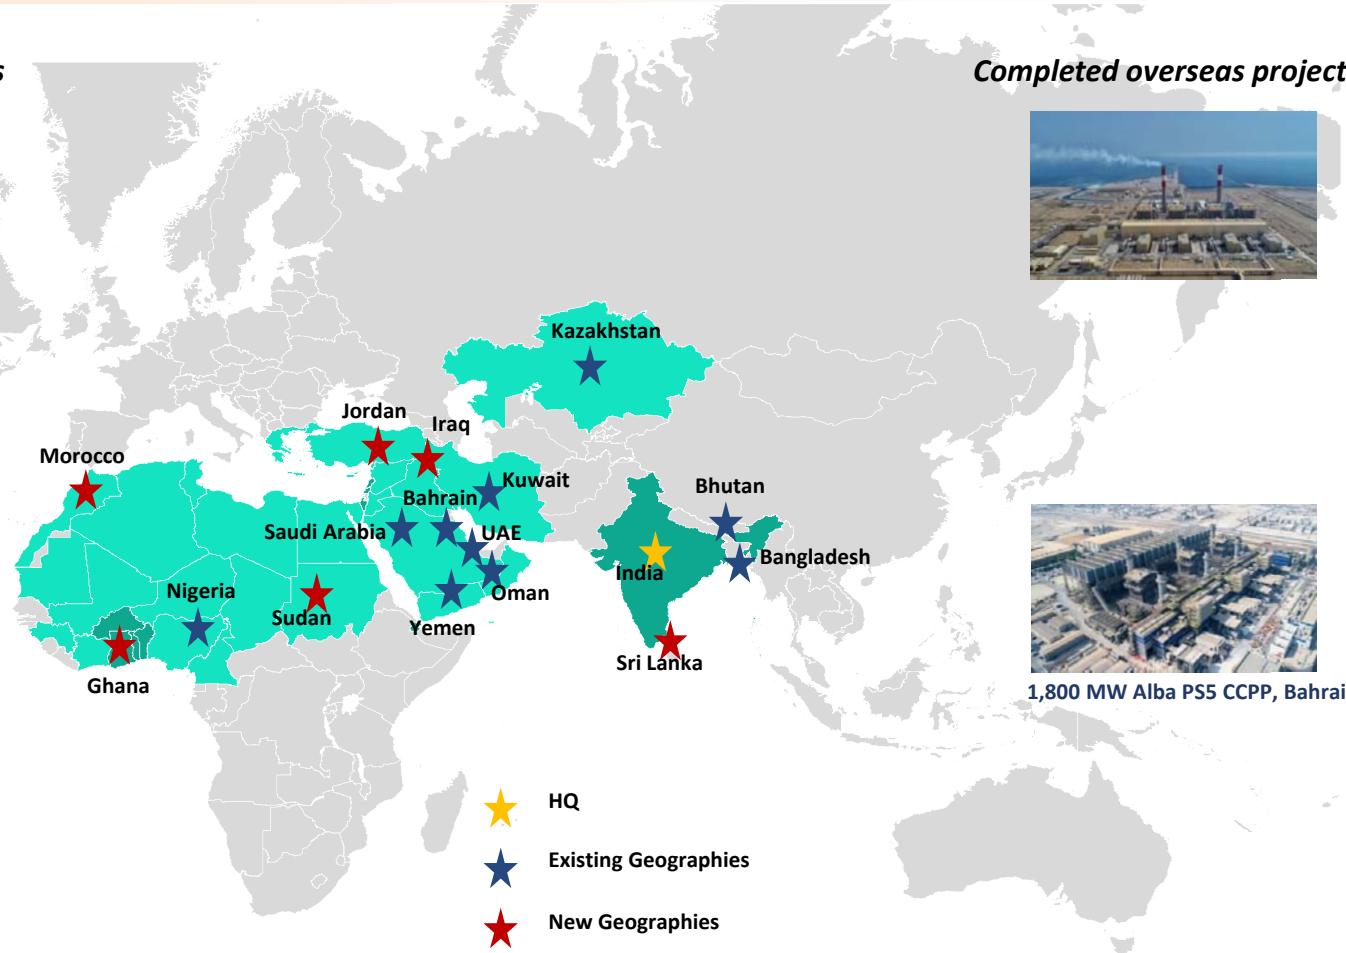 s
Completed overseas project
Kazakhstan
Jordan
Iraq
Morocco
Kuwait
Bhutan
Bahrain
Saudi Arabia
UAE
Bangladesh
India
Nigeria
Oman
Sudan
Yemen
Sri Lanka
Ghana
1,800 MW Alba PS5 CCPP, Bahrai
HQ
Existing Geographies
New Geographies